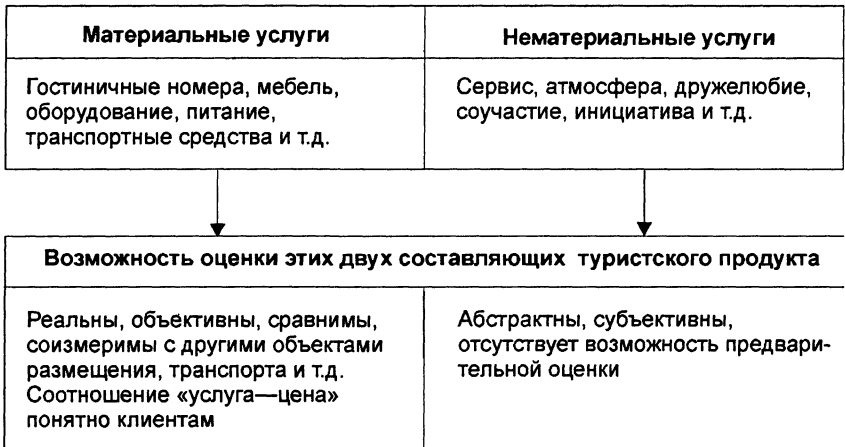 Материальные услуги
Нематериальные услуги
Гостиничные номера, мебель,
оборудование, питание,
транспортные средства и т.д.
Сервис, атмосфера, дружелюбие,
соучастие, инициатива и т.д.
Возможность оценки этих двух составляющих туристского продукта
Реальны, объективны, сравнимы,
соизмеримы с другими объектами
размещения, транспорта и т.д.
Соотношение «услуга—цена»
понятно клиентам
Абстрактны, субъективны,
отсутствует возможность предвари-
тельной оценки